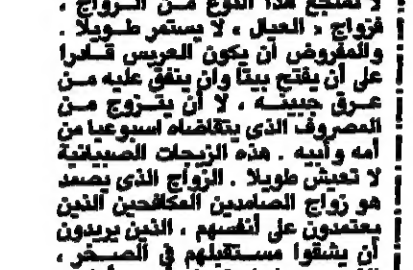 لا تشجع هذا النوع من الزواج ،
فزواج « العيال » لا يستمر طويلا .
والمفروض أن يكون العريس قادرا
على أن يفتح بيتا وان ينفق عليه من
عرق جبينه ، لا أن يتزوج من
المصروف الذى يتقاضاه اسبوعيا من
أمه وأبيه . هذه الزيجات الصبيانية
لا تعيش طويلا . الزواج الذى يصمد
هو زواج الصامدين المكافحين الذين
يعتمدون على أنفسهم ، الذين يريدون
أن يشقوا مستقبلهم فى الصخر ،